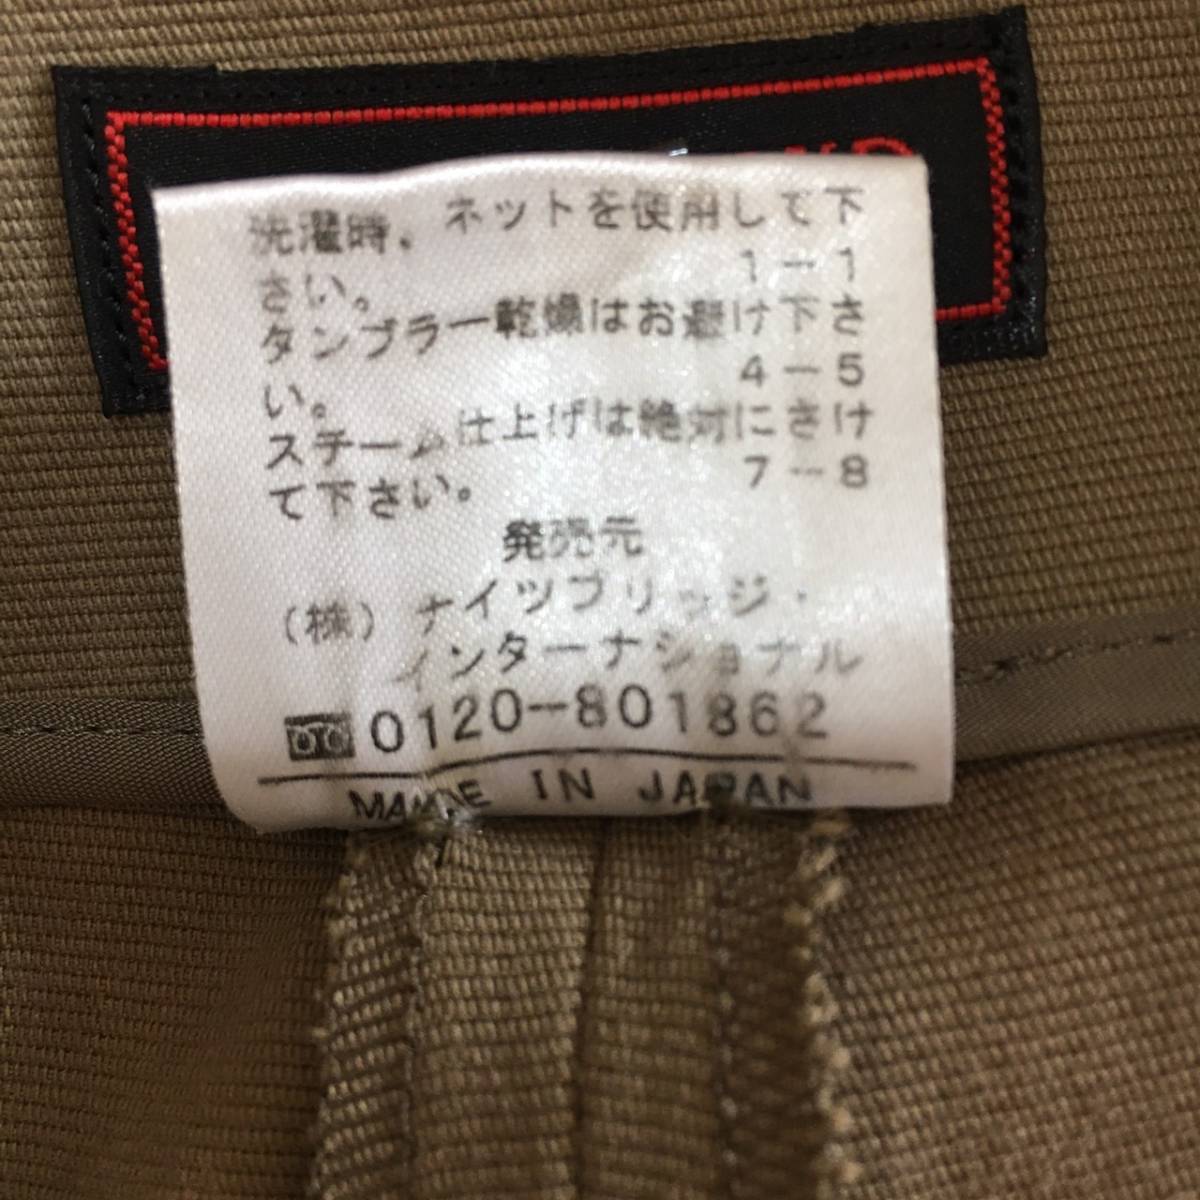 洗濯時、ネットを使用して下
さい。 1－1
タンブラー乾燥はお避け下さ
い。 4－5
スチーム仕上げは絶対にさけ
て下さい。 7－8
発売元
(株) ナイツブリッジ・
インターナショナル
0120-801862
MADE IN JAPAN